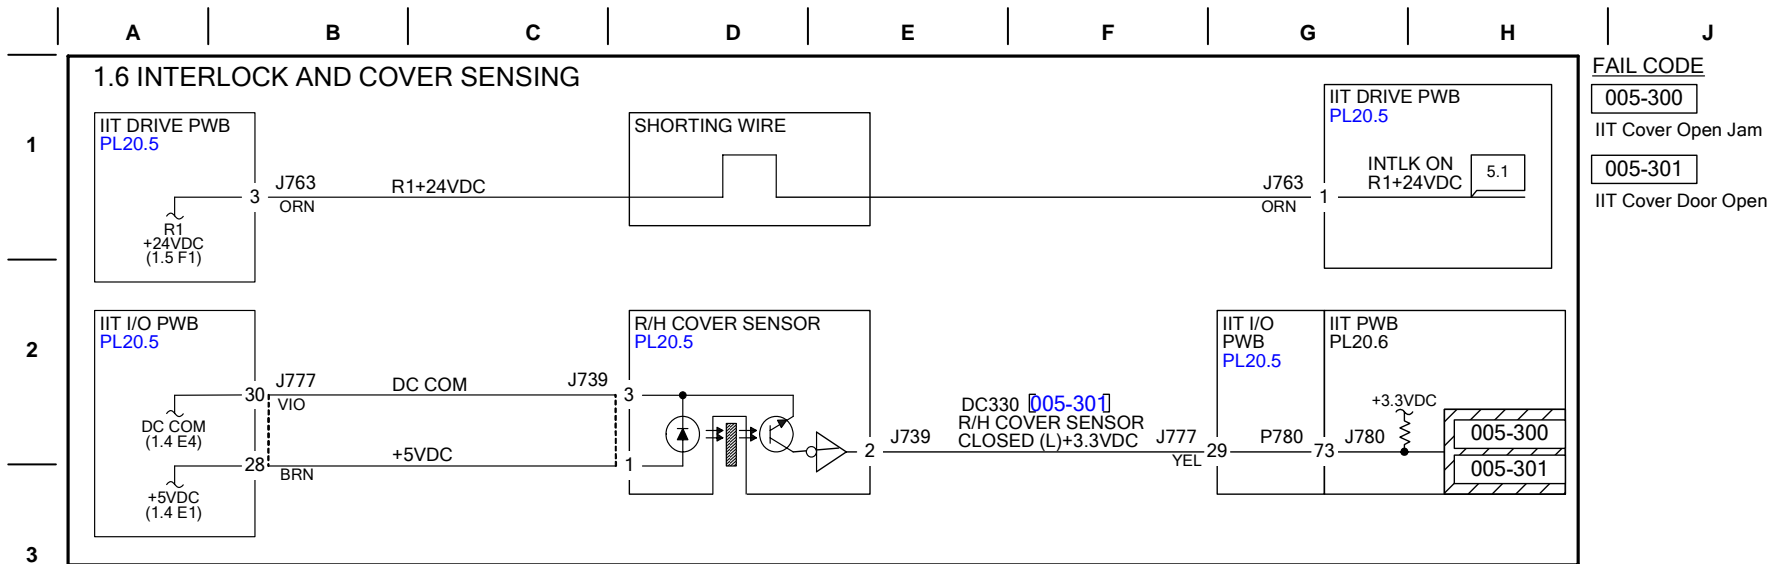 A B C D E F G H J
1.6 INTERLOCK AND COVER SENSING
FAIL CODE
005-300
IIT Cover Open Jam
005-301
IIT Cover Door Open
1
IIT DRIVE PWB
PL20.5
R1
+24VDC
(1.5 F1)
3
J763
ORN
R1+24VDC
SHORTING WIRE
J763
ORN
1
IIT DRIVE PWB
PL20.5
INTLK ON
R1+24VDC
5.1
2
IIT I/O PWB
PL20.5
DC COM
(1.4 E4)
+5VDC
(1.4 E1)
30
J777
VIO
DC COM
J739
3
28
BRN
+5VDC
1
R/H COVER SENSOR
PL20.5
2
J739
DC330 [005-301]
R/H COVER SENSOR
CLOSED (L)+3.3VDC
J777
YEL
29
IIT I/O
PWB
PL20.5
P780
73
J780
IIT PWB
PL20.6
+3.3VDC
005-300
005-301
3